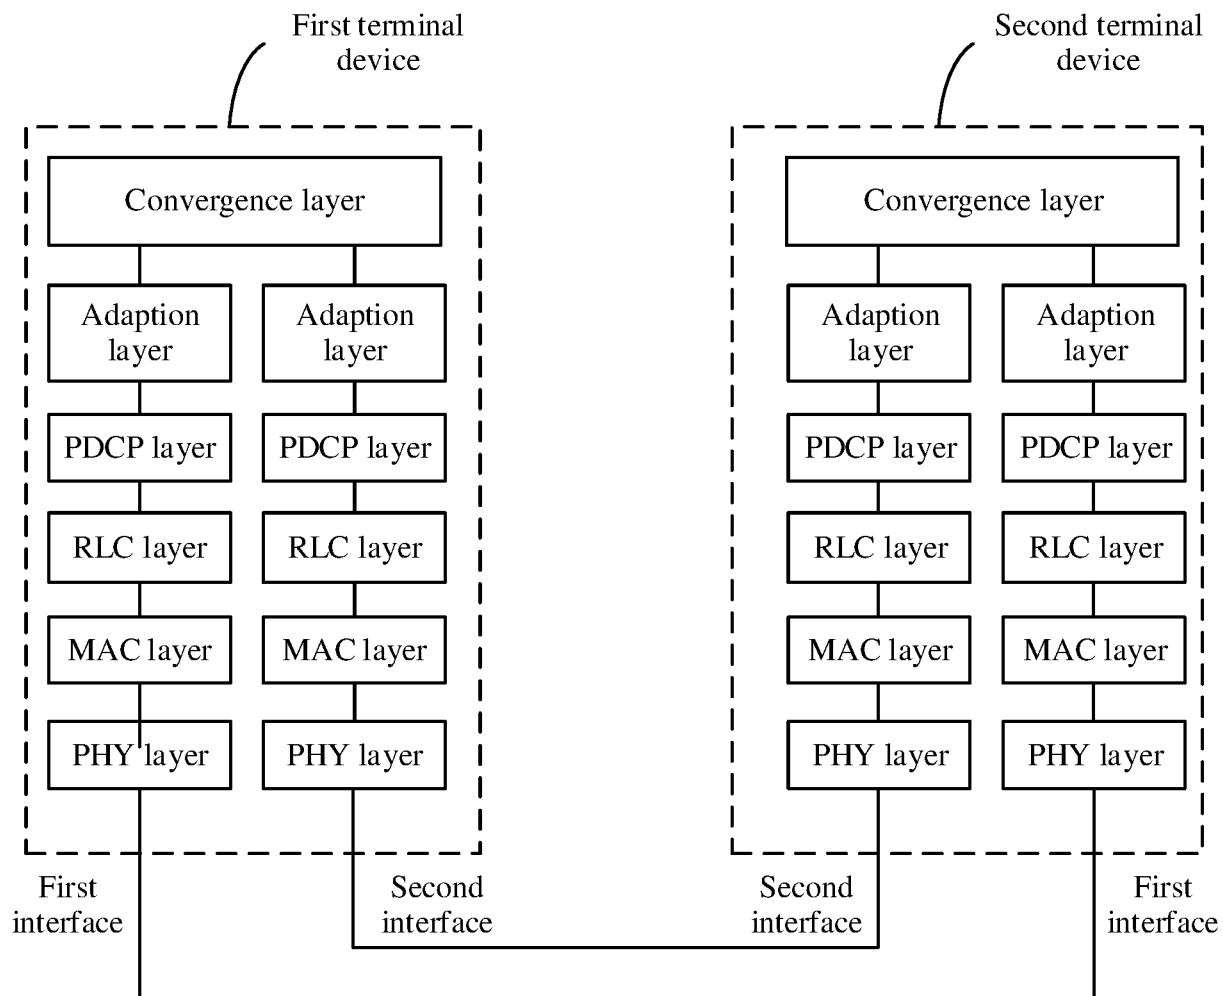 First terminal
device
Second terminal
device
Convergence layer
Convergence layer
Adaption
layer
Adaption
layer
Adaption
layer
Adaption
layer
PDCP layer
PDCP layer
PDCP layer
PDCP layer
RLC layer
RLC layer
RLC layer
RLC layer
MAC layer
MAC layer
MAC layer
MAC layer
PHY layer
PHY layer
PHY layer
PHY layer
First
interface
Second
interface
Second
interface
First
interface